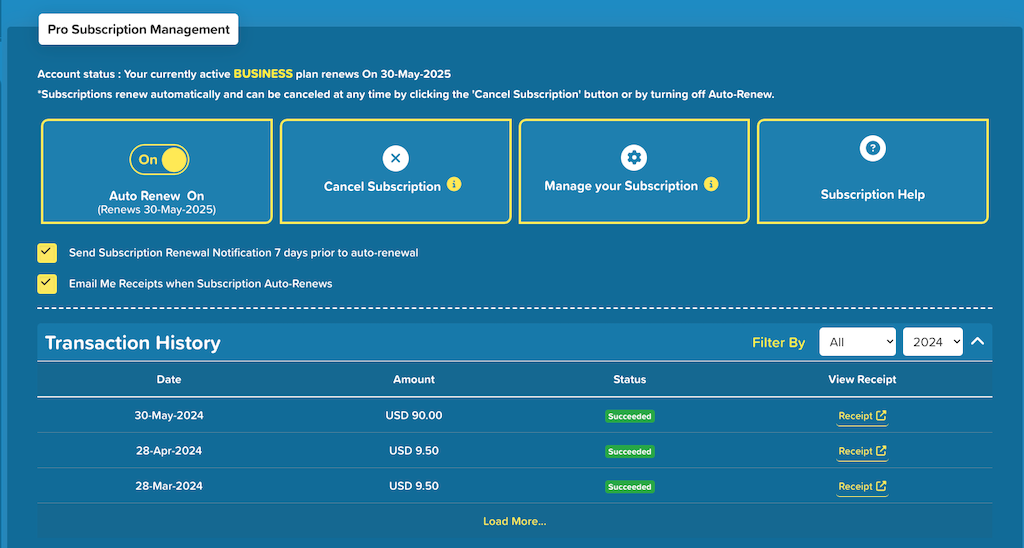 Pro Subscription Management
Account status : Your currently active BUSINESS plan renews On 30-May-2025
*Subscriptions renew automatically and can be canceled at any time by clicking the 'Cancel Subscription' button or by turning off Auto-Renew.
On
Auto Renew On
(Renews 30-May-2025)
Cancel Subscription i
Manage your Subscription i
?
Subscription Help
Send Subscription Renewal Notification 7 days prior to auto-renewal
Email Me Receipts when Subscription Auto-Renews
Transaction History Filter By All 2024
Date Amount Status View Receipt
30-May-2024 USD 90.00 Succeeded Receipt
28-Apr-2024 USD 9.50 Succeeded Receipt
28-Mar-2024 USD 9.50 Succeeded Receipt
Load More...